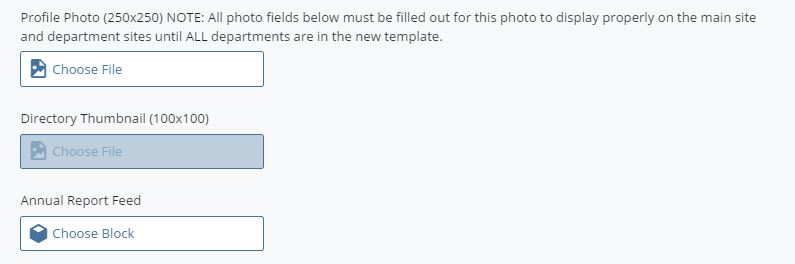 Profile Photo (250x250) NOTE: All photo fields below must be filled out for this photo to display properly on the main site
and department sites until ALL departments are in the new template.
Choose File
Directory Thumbnail (100x100)
Choose File
Annual Report Feed
Choose Block